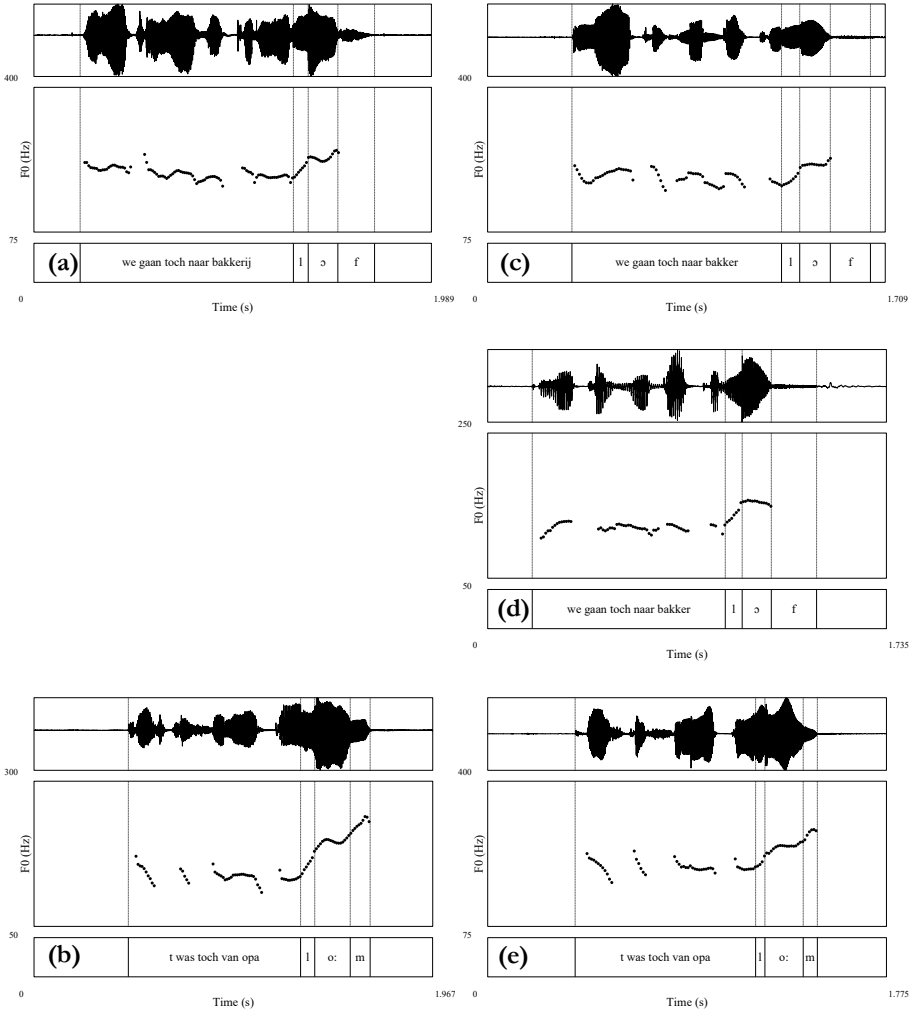 400
F0 (Hz)
75
(a)
we gaan toch naar bakkerij
l
ɔ
f
0
Time (s)
1.989
400
F0 (Hz)
75
(c)
we gaan toch naar bakker
l
ɔ
f
0
Time (s)
1.709
250
F0 (Hz)
50
(d)
we gaan toch naar bakker
l
ɔ
f
0
Time (s)
1.735
300
F0 (Hz)
50
(b)
t was toch van opa
l
o:
m
0
Time (s)
1.967
400
F0 (Hz)
75
(e)
t was toch van opa
l
o:
m
0
Time (s)
1.775